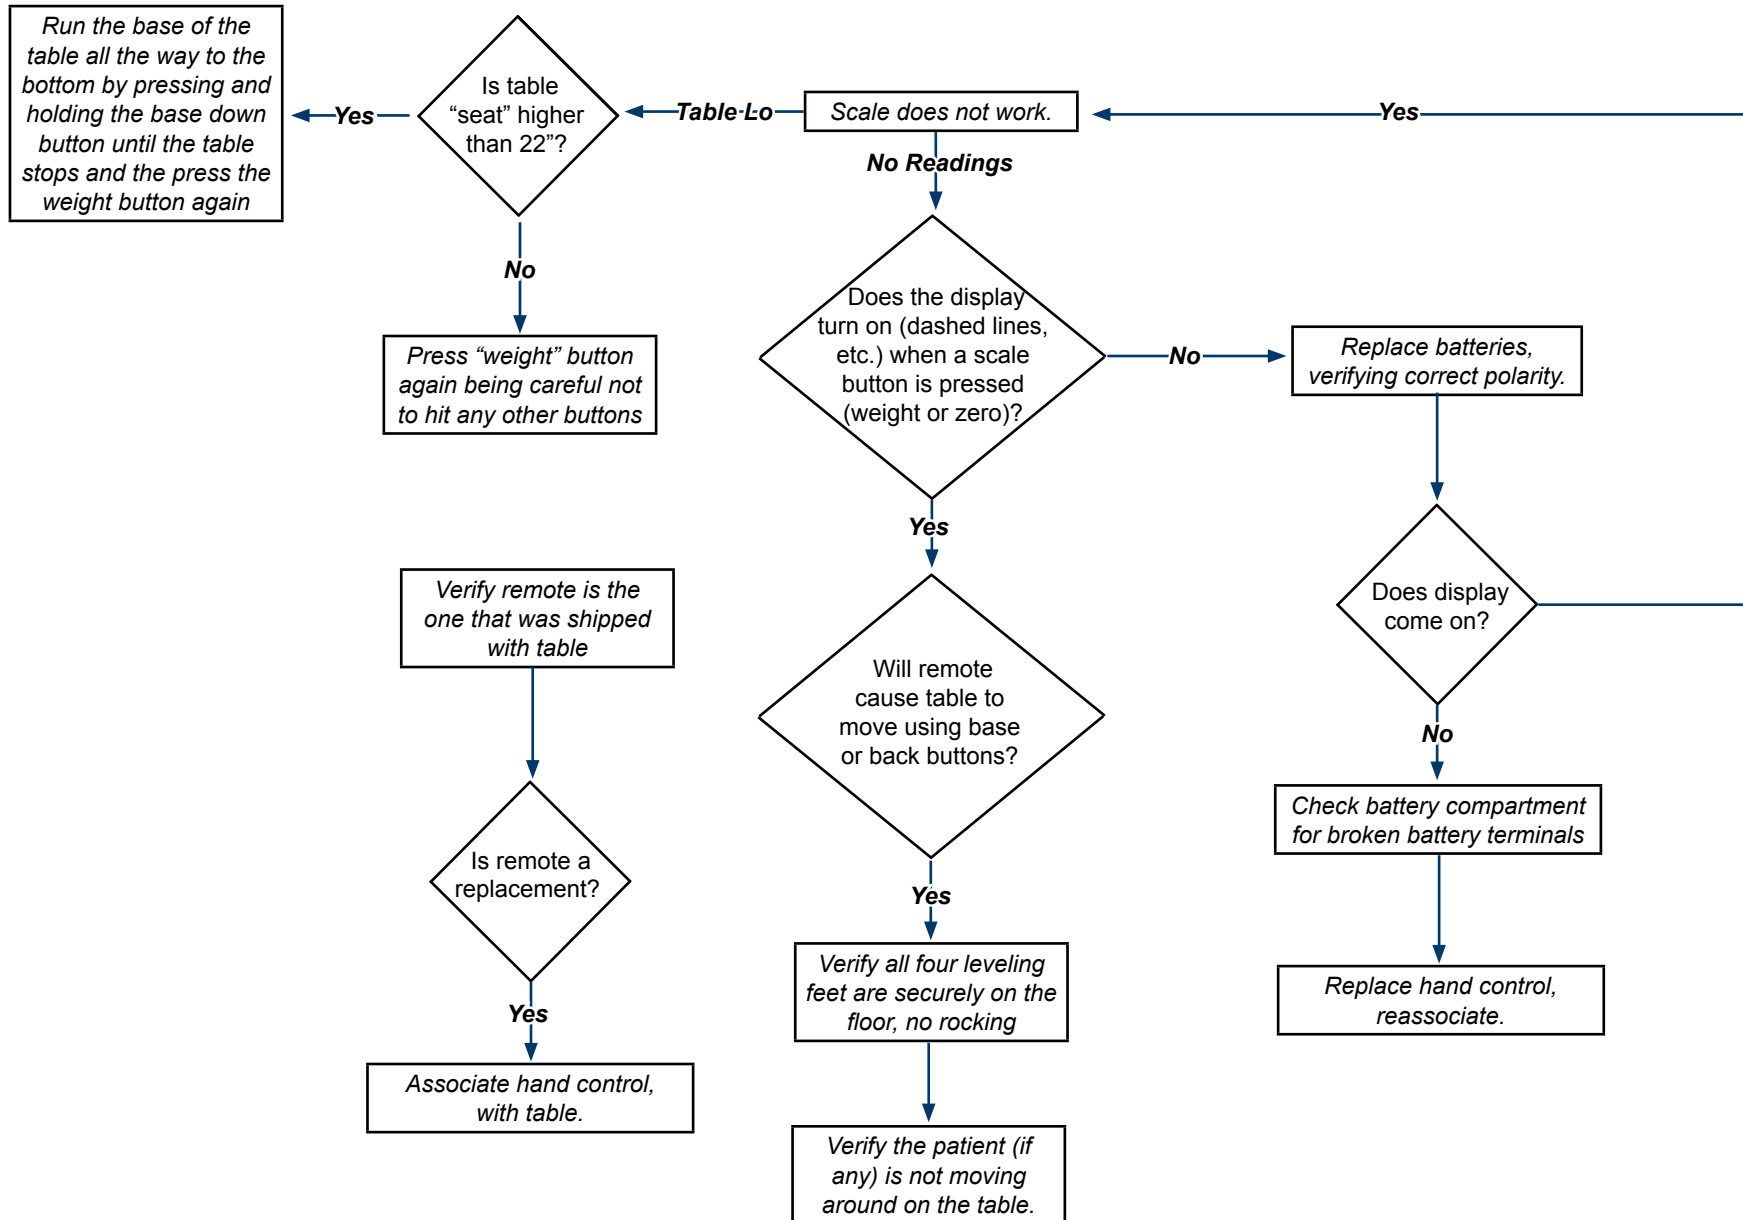 Run the base of the
table all the way to the
bottom by pressing and
holding the base down
button until the table
stops and the press the
weight button again
Yes
Is table
“seat” higher
than 22”?
Table Lo
Scale does not work.
Yes
No Readings
No
Press “weight” button
again being careful not
to hit any other buttons
Does the display
turn on (dashed lines,
etc.) when a scale
button is pressed
(weight or zero)?
No
Replace batteries,
verifying correct polarity.
Yes
Does display
come on?
Verify remote is the
one that was shipped
with table
Will remote
cause table to
move using base
or back buttons?
No
Check battery compartment
for broken battery terminals
Is remote a
replacement?
Yes
Verify all four leveling
feet are securely on the
floor, no rocking
Replace hand control,
reassociate.
Yes
Associate hand control,
with table.
Verify the patient (if
any) is not moving
around on the table.